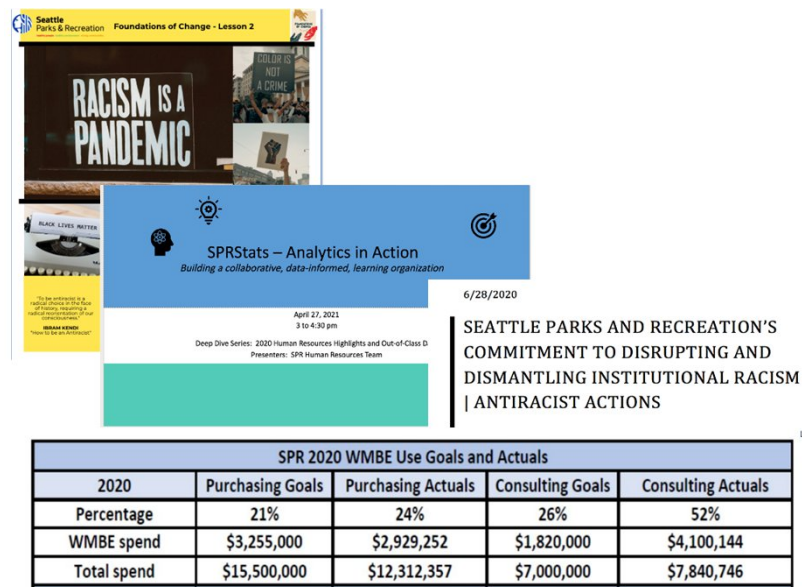 Seattle
Parks & Recreation
Foundations of Change - Lesson 2
RACISM IS A
PANDEMIC
COLOR IS
NOT
A CRIME
BLACK LIVES MATTER
"To be antiracist is a
radical choice in the face
of history, requiring a
radical reorientation of our
consciousness."
IBRAM KENDI
"How to be an Antiracist"
SPRStats – Analytics in Action
Building a collaborative, data-informed, learning organization
April 27, 2021
3 to 4:30 pm
Deep Dive Series: 2020 Human Resources Highlights and Out-of-Class D
Presenters: SPR Human Resources Team
6/28/2020
SEATTLE PARKS AND RECREATION'S
COMMITMENT TO DISRUPTING AND
DISMANTLING INSTITUTIONAL RACISM
| ANTIRACIST ACTIONS
SPR 2020 WMBE Use Goals and Actuals
2020 Purchasing Goals Purchasing Actuals Consulting Goals Consulting Actuals
Percentage 21% 24% 26% 52%
WMBE spend $3,255,000 $2,929,252 $1,820,000 $4,100,144
Total spend $15,500,000 $12,312,357 $7,000,000 $7,840,746